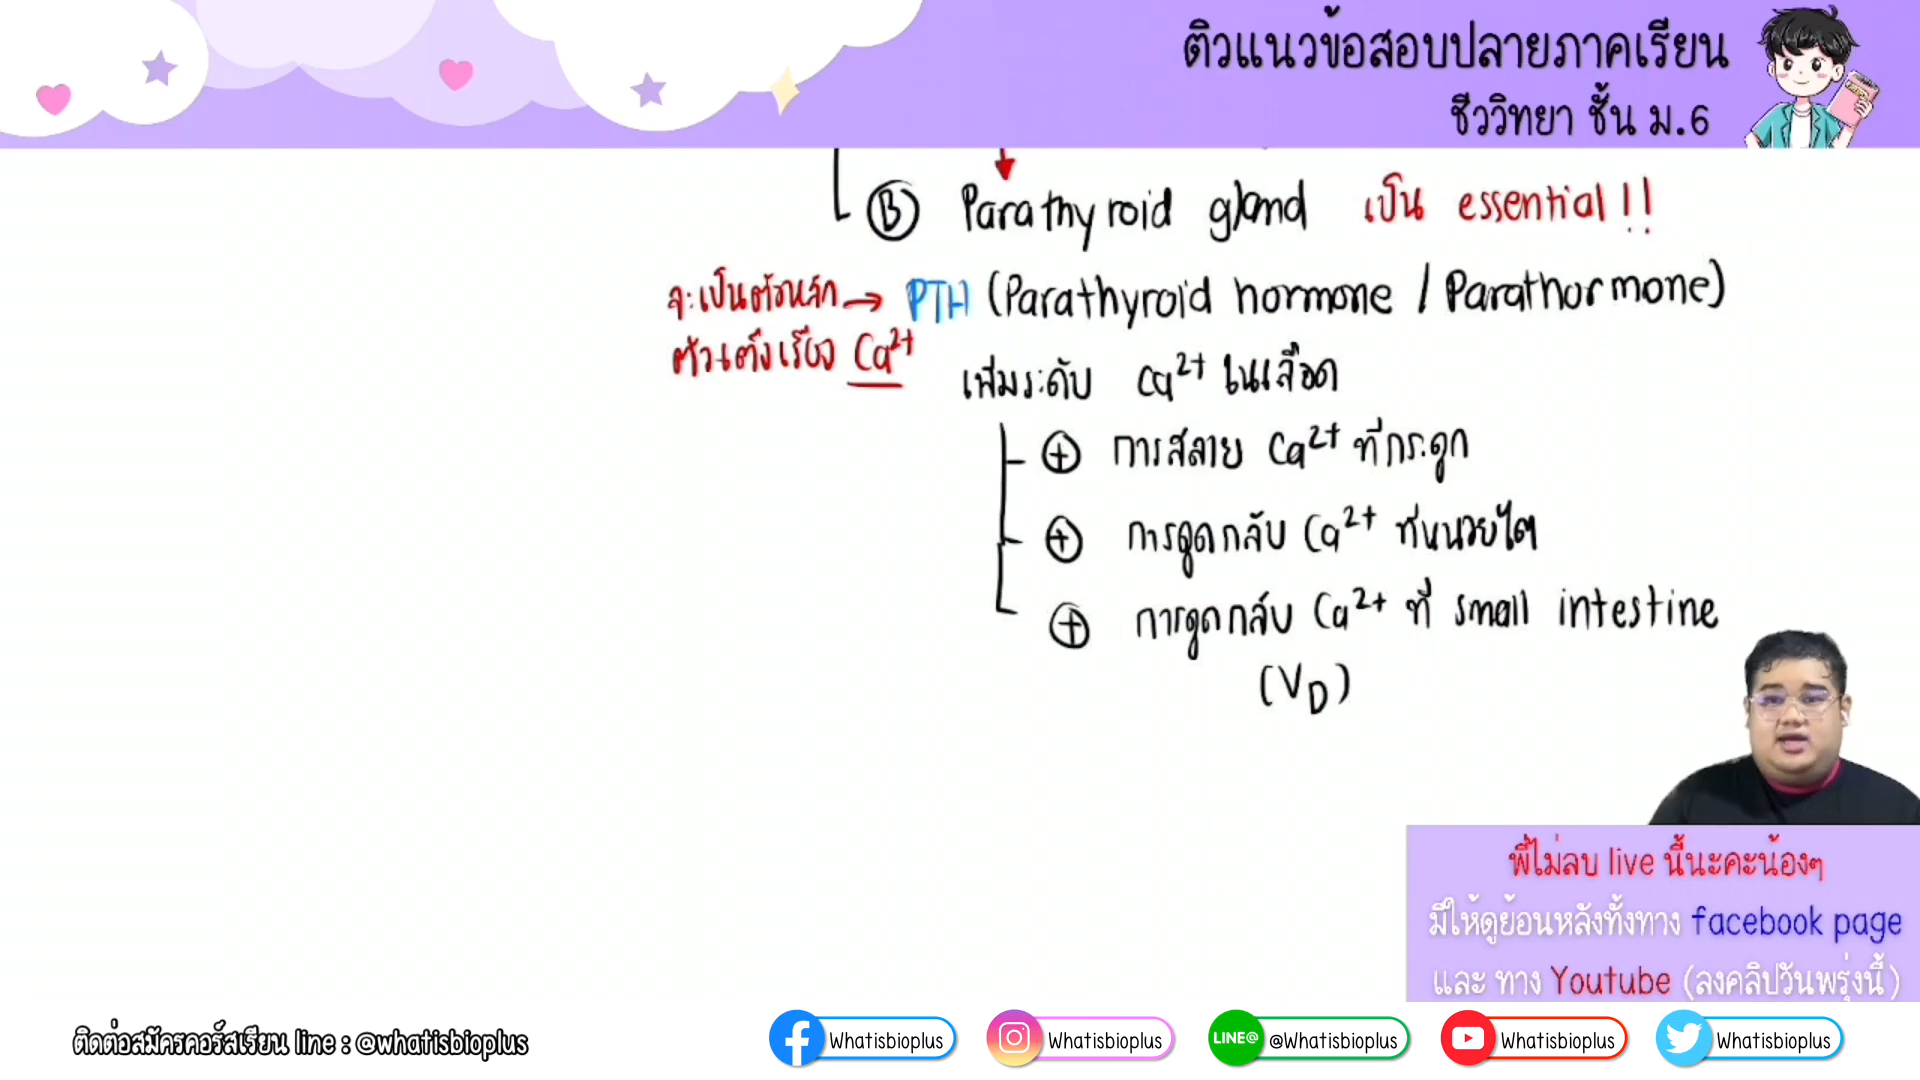 ติวแนวข้อสอบปลายภาคเรียน
ชีววิทยา ชั้น ม.6
B Parathyroid gland เป็น essential!!
จะเป็นตัวหลัก → PTH (Parathyroid hormone / Parathormone)
ตัวเต็งเรื่อง Ca²⁺
เพิ่มระดับ Ca²⁺ ในเลือด
+ การสลาย Ca²⁺ ที่กระดูก
+ การดูดกลับ Ca²⁺ ที่หน่วยไต
+ การดูดกลับ Ca²⁺ ที่ small intestine
(V_D)
พี่ไม่ลบ live นี้นะคะน้องๆ
มีให้ดูย้อนหลังทั้งทาง facebook page
และ ทาง Youtube (ลงคลิปวันพรุ่งนี้)
ติดต่อสมัครคอร์สเรียน line : @whatisbioplus
Whatisbioplus
Whatisbioplus
LINE@ @Whatisbioplus
Whatisbioplus
Whatisbioplus